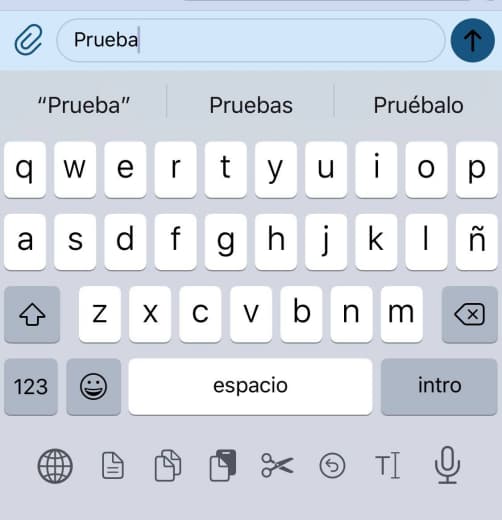 Prueba
“Prueba” Pruebas Pruébalo
q w e r t y u i o p
a s d f g h j k l ñ
z x c v b n m
123 espacio intro